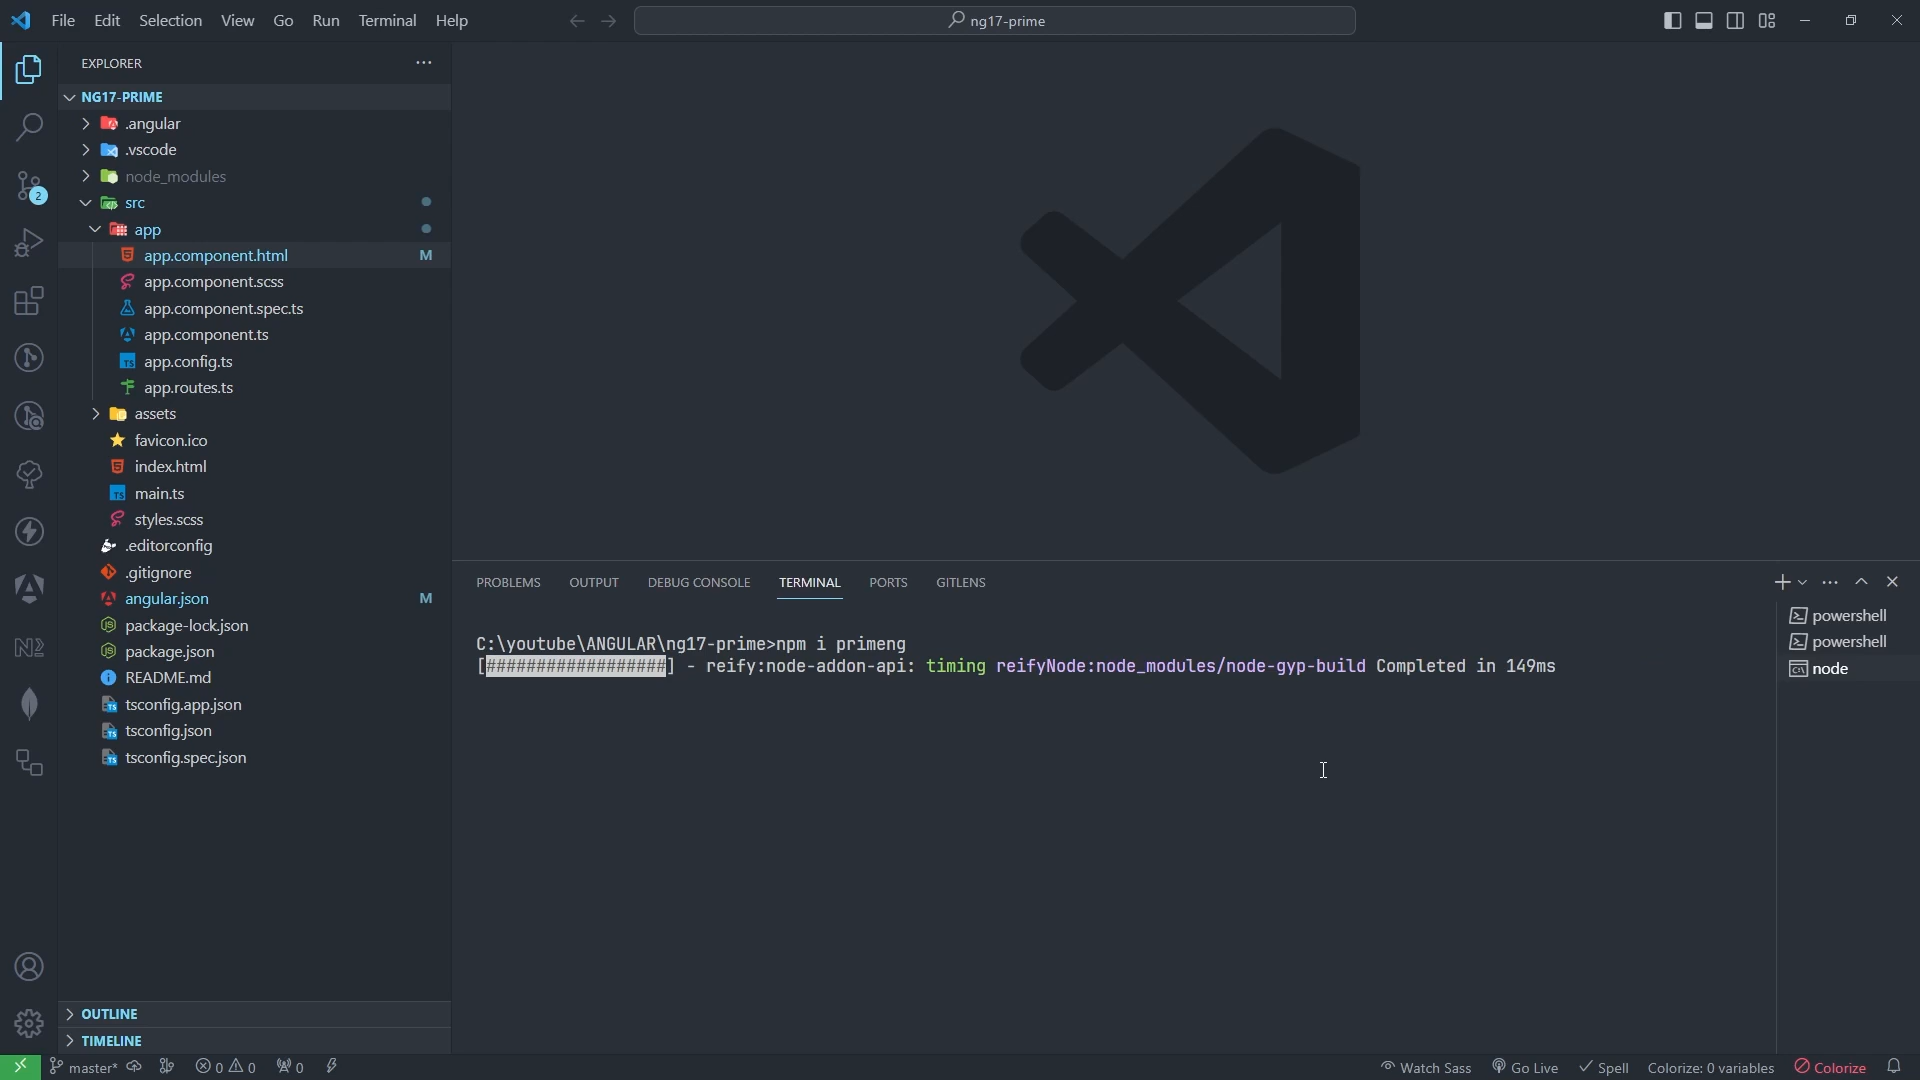 File Edit Selection View Go Run Terminal Help
ng17-prime
EXPLORER
NG17-PRIME
.angular
.vscode
node_modules
src
app
app.component.html M
app.component.scss
app.component.spec.ts
app.component.ts
app.config.ts
app.routes.ts
assets
favicon.ico
index.html
main.ts
styles.scss
.editorconfig
.gitignore
angular.json M
package-lock.json
package.json
README.md
tsconfig.app.json
tsconfig.json
tsconfig.spec.json
OUTLINE
TIMELINE
2
PROBLEMS OUTPUT DEBUG CONSOLE TERMINAL PORTS GITLENS
C:\youtube\ANGULAR\ng17-prime>npm i primeng
[##################] - reify:node-addon-api: timing reifyNode:node_modules/node-gyp-build Completed in 149ms
powershell
powershell
node
master* 0 0 0 Watch Sass Go Live Spell Colorize: 0 variables Colorize